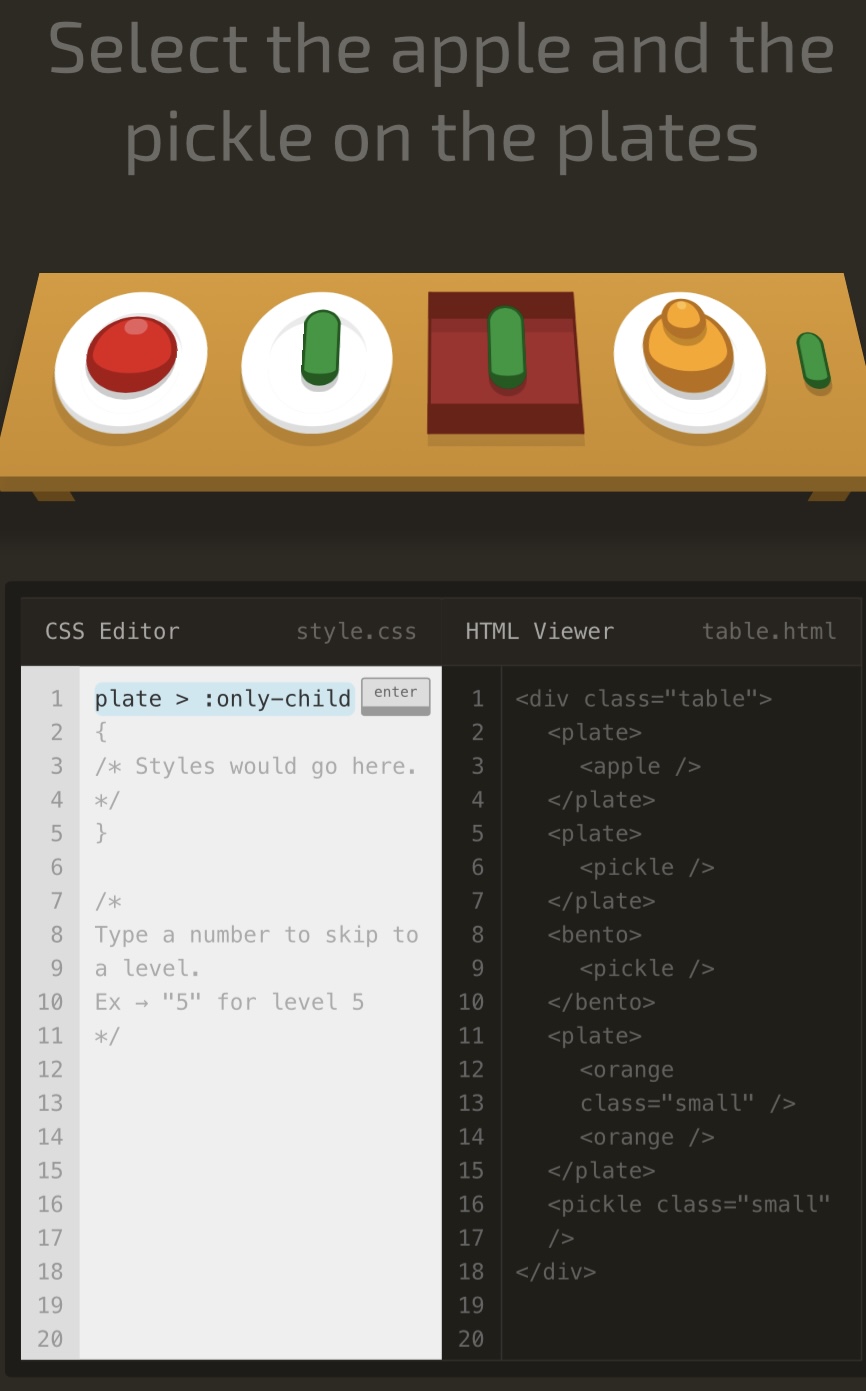 Select the apple and the
pickle on the plates
CSS Editor style.css
1 plate > :only-child enter
2 {
3 /* Styles would go here.
4 */
5 }
6
7 /*
8 Type a number to skip to
9 a level.
10 Ex → "5" for level 5
11 */
12
13
14
15
16
17
18
19
20
HTML Viewer table.html
1 <div class="table">
2 <plate>
3 <apple />
4 </plate>
5 <plate>
6 <pickle />
7 </plate>
8 <bento>
9 <pickle />
10 </bento>
11 <plate>
12 <orange
13 class="small" />
14 <orange />
15 </plate>
16 <pickle class="small"
17 />
18 </div>
19
20